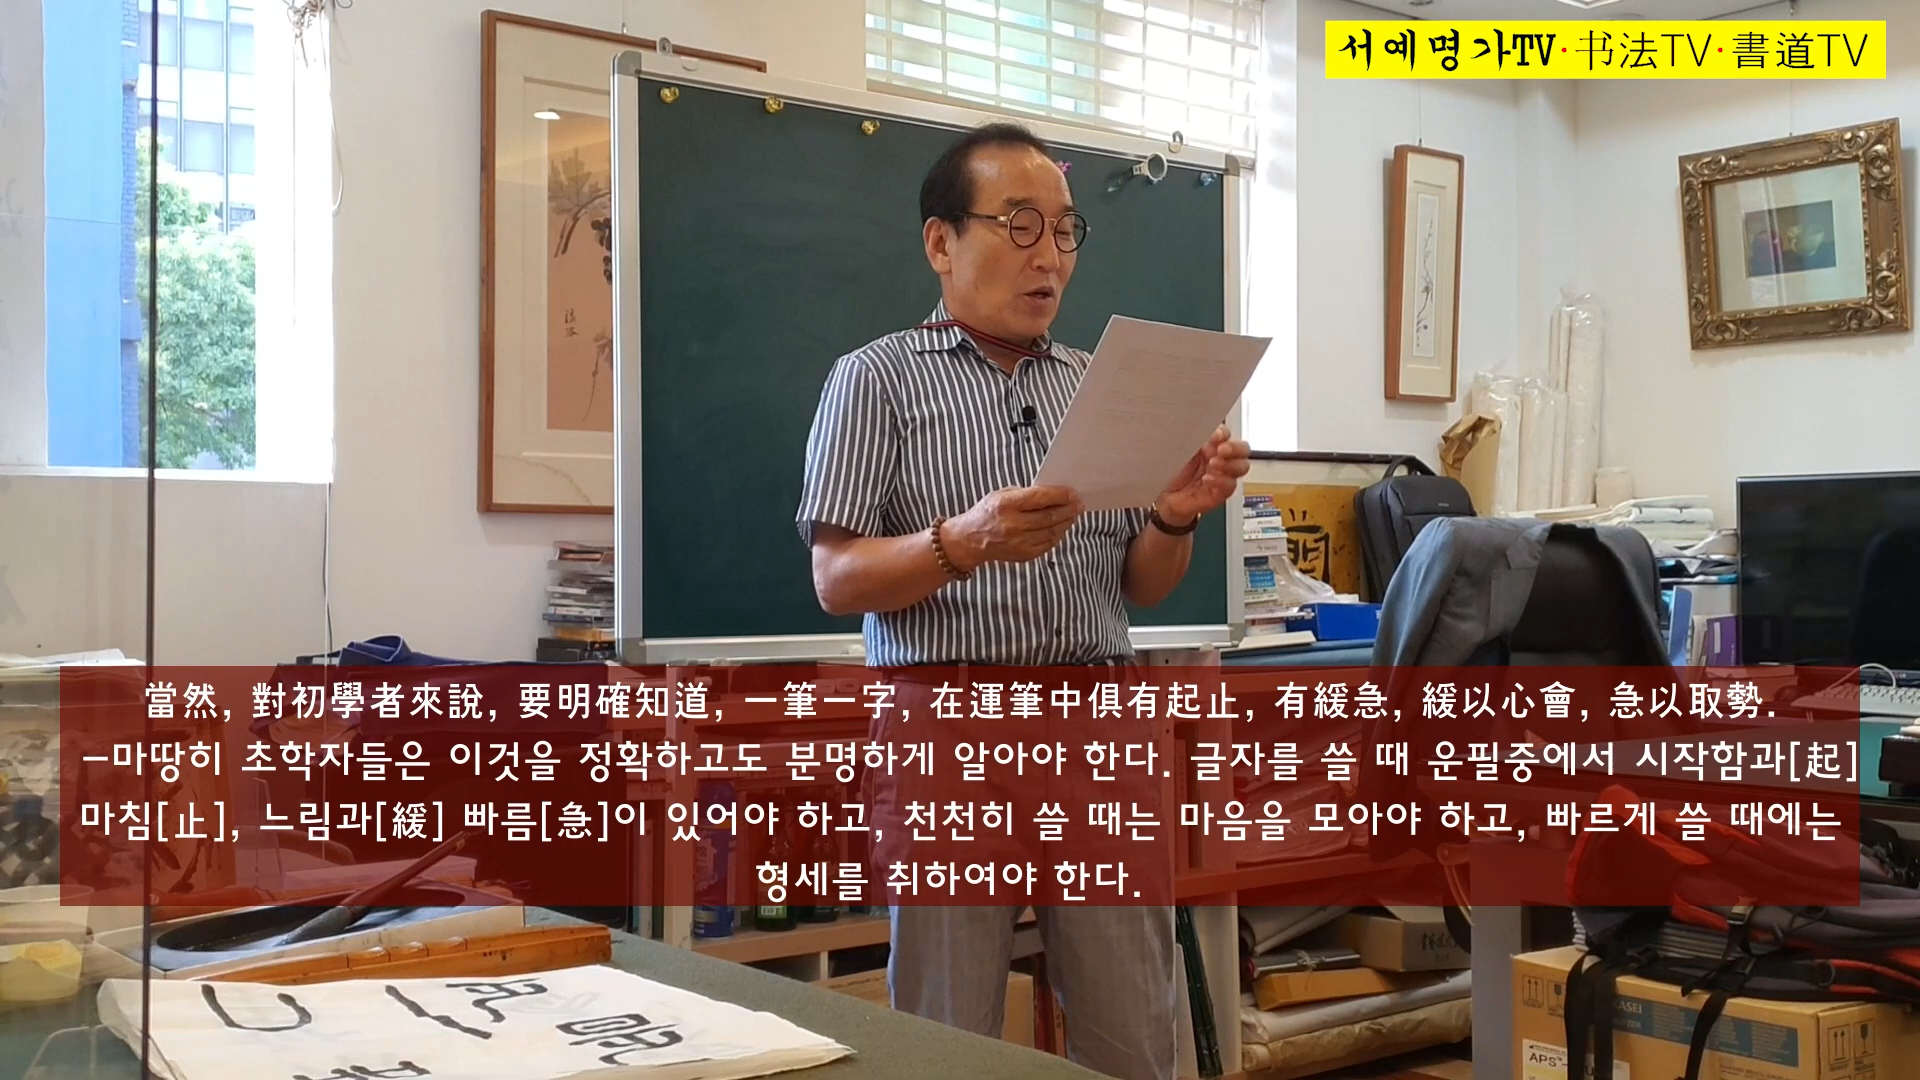 서예명가TV·书法TV·書道TV
當然, 對初學者來說, 要明確知道, 一筆一字, 在運筆中俱有起止, 有緩急, 緩以心會, 急以取勢.
-마땅히 초학자들은 이것을 정확하고도 분명하게 알아야 한다. 글자를 쓸 때 운필중에서 시작함과[起]
마침[止], 느림과[緩] 빠름[急]이 있어야 하고, 천천히 쓸 때는 마음을 모아야 하고, 빠르게 쓸 때에는
형세를 취하여야 한다.
APS